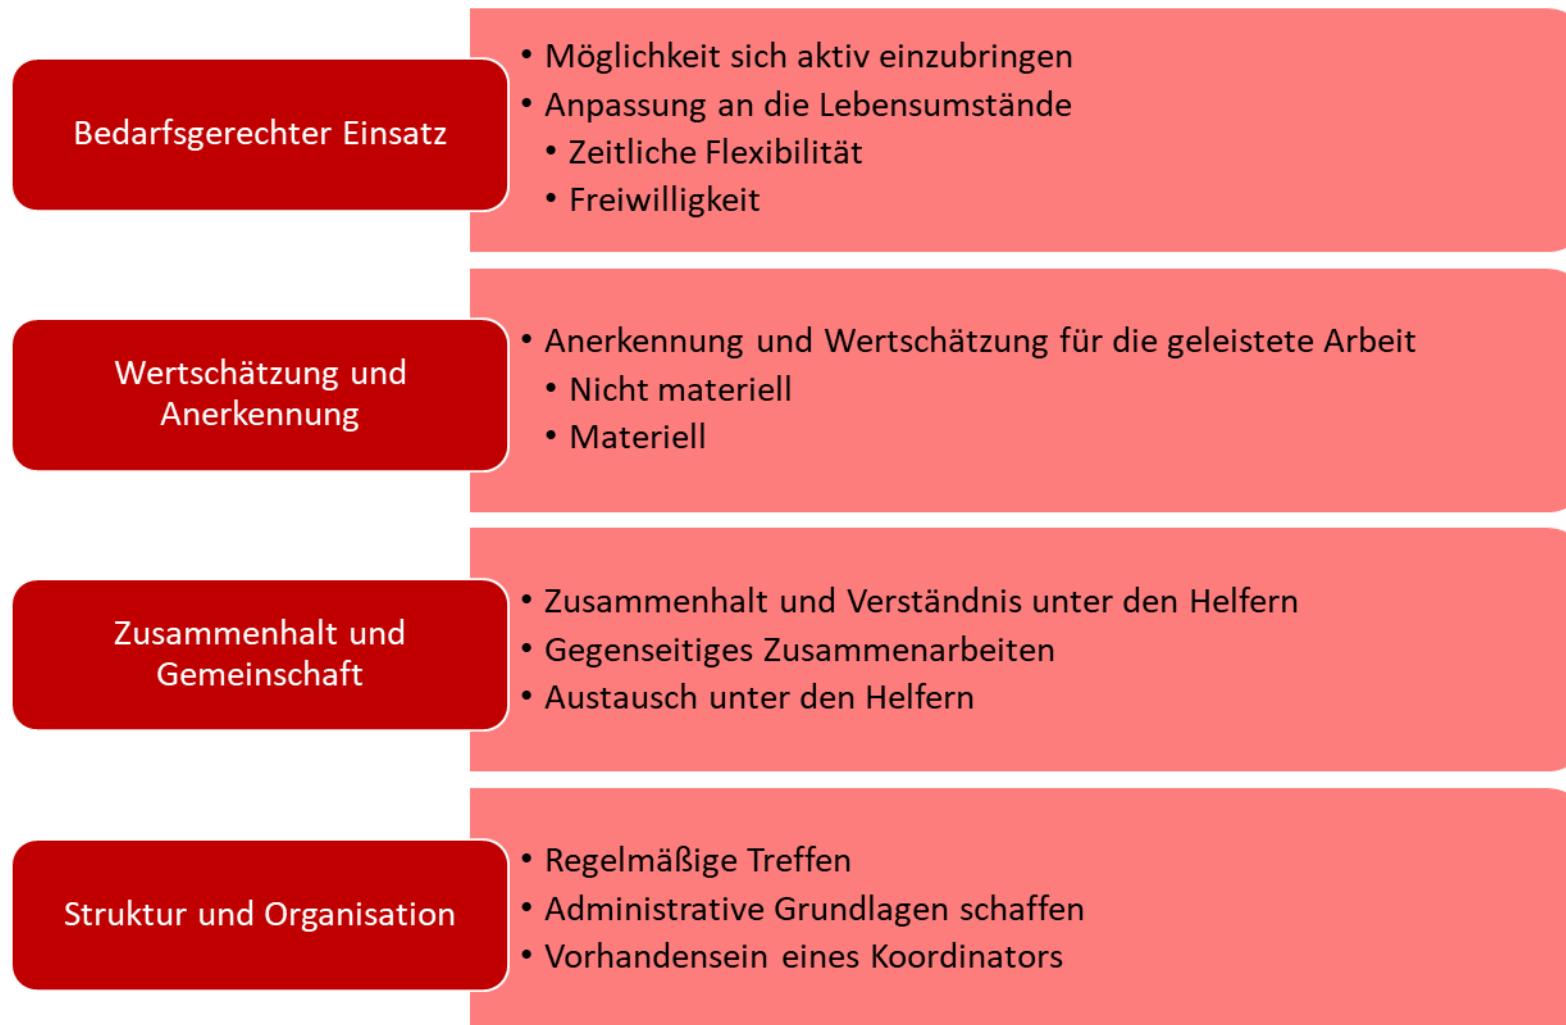 Bedarfsgerechter Einsatz
• Möglichkeit sich aktiv einzubringen
• Anpassung an die Lebensumstände
• Zeitliche Flexibilität
• Freiwilligkeit
Wertschätzung und
Anerkennung
• Anerkennung und Wertschätzung für die geleistete Arbeit
• Nicht materiell
• Materiell
Zusammenhalt und
Gemeinschaft
• Zusammenhalt und Verständnis unter den Helfern
• Gegenseitiges Zusammenarbeiten
• Austausch unter den Helfern
Struktur und Organisation
• Regelmäßige Treffen
• Administrative Grundlagen schaffen
• Vorhandensein eines Koordinators